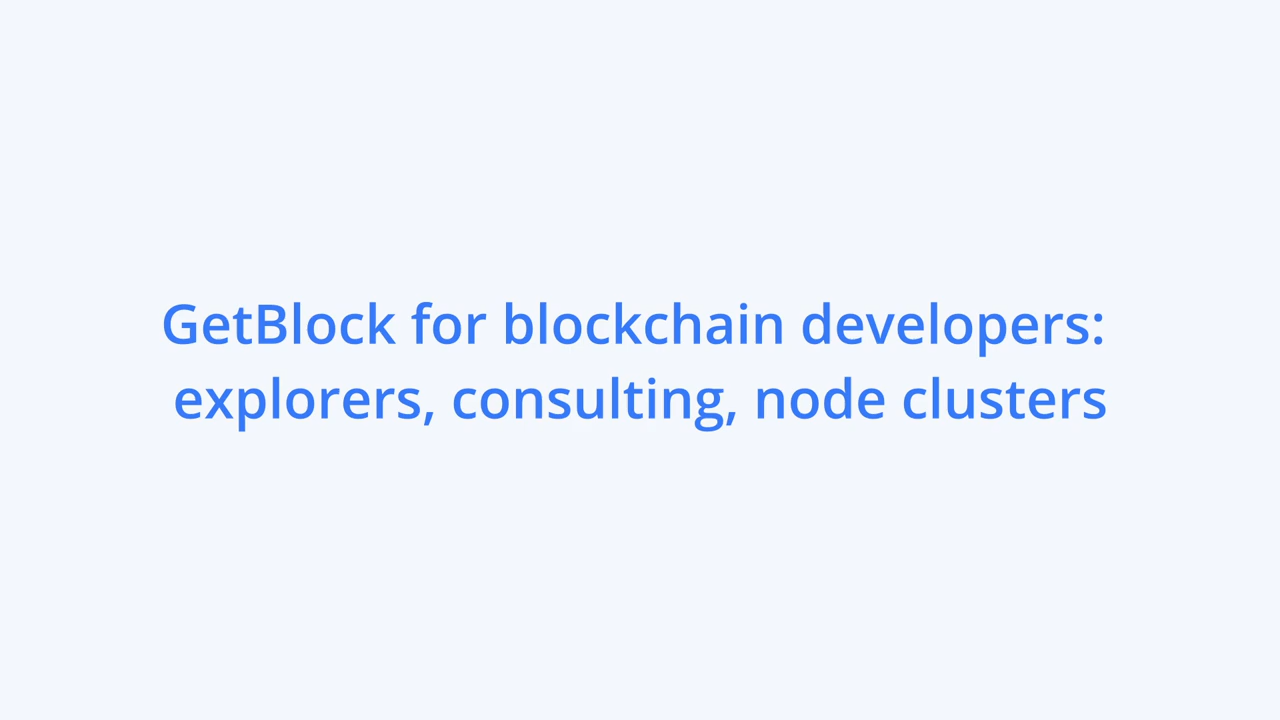 GetBlock for blockchain developers:
explorers, consulting, node clusters